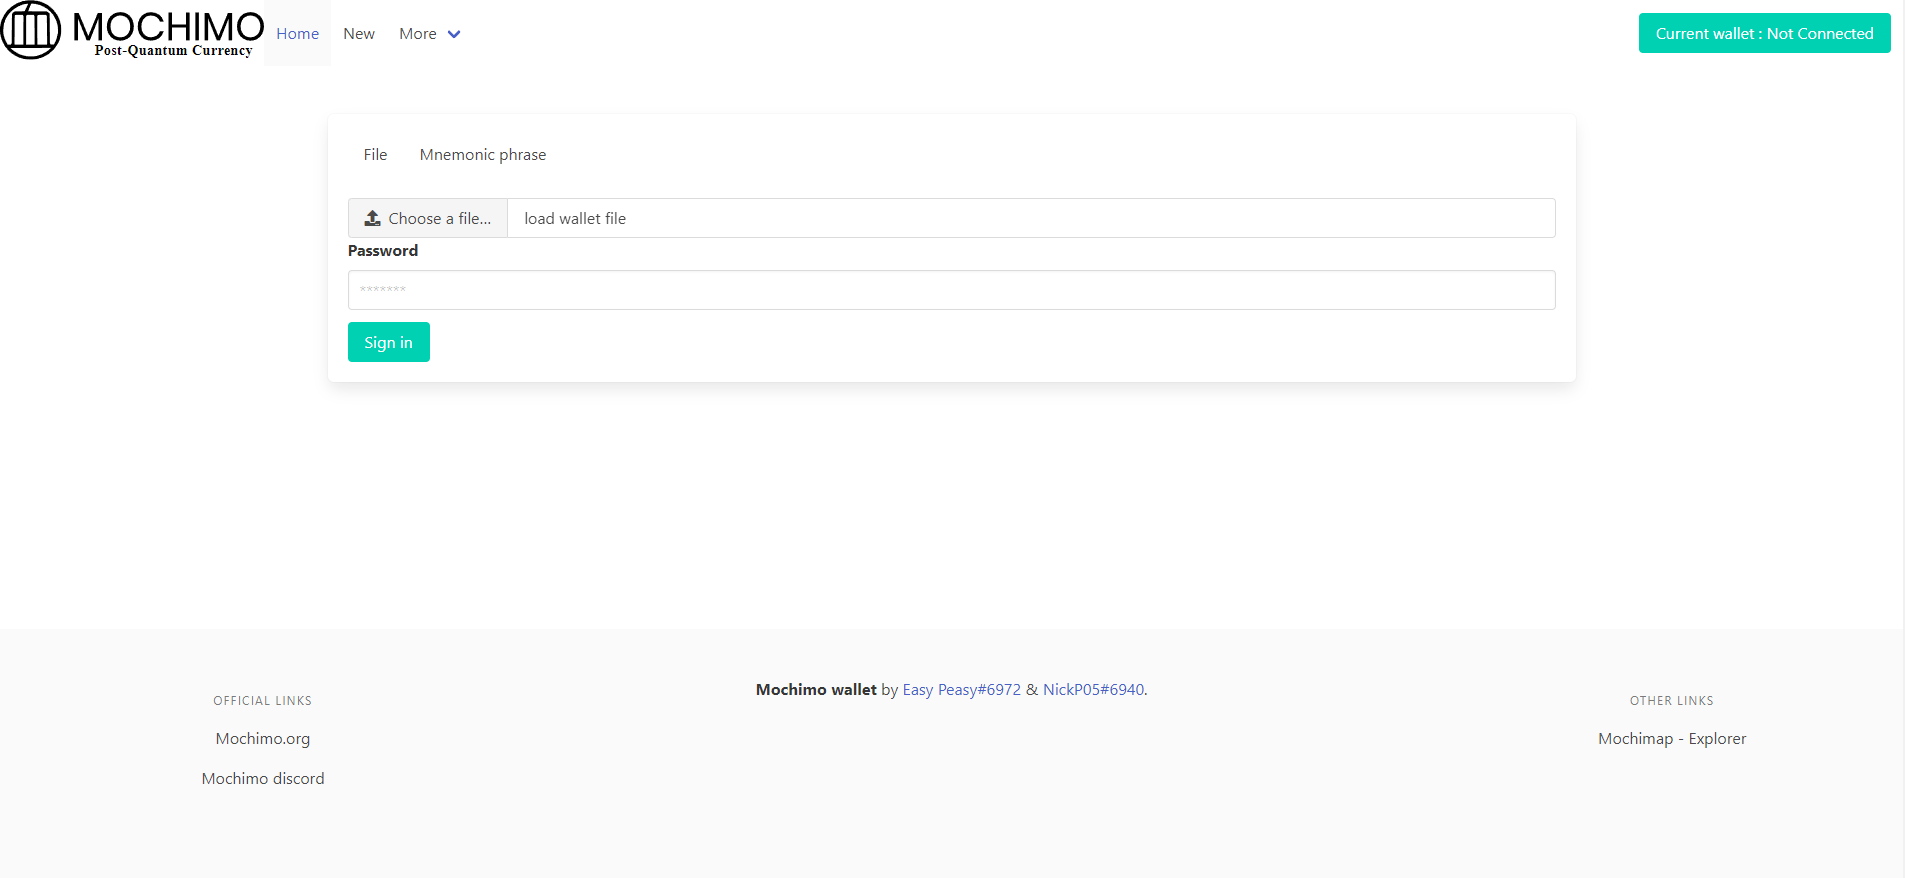 MOCHIMO
Post-Quantum Currency
Home
New
More
Current wallet : Not Connected
File
Mnemonic phrase
Choose a file...
load wallet file
Password
*******
Sign in
OFFICIAL LINKS
Mochimo.org
Mochimo discord
Mochimo wallet by Easy Peasy#6972 & NickP05#6940.
OTHER LINKS
Mochimap - Explorer